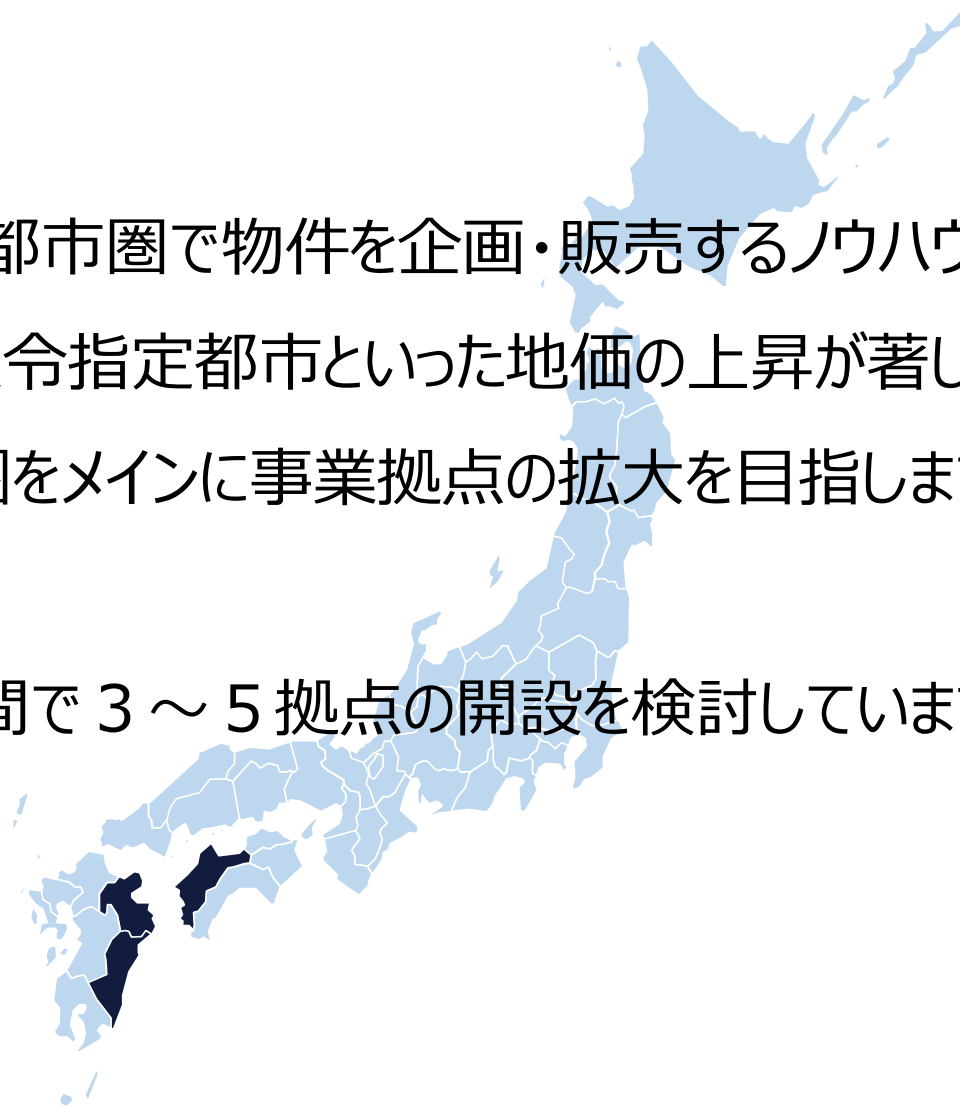 都市圏で物件を企画・販売するノウハウ
令指定都市といった地価の上昇が著し
をメインに事業拠点の拡大を目指しま
間で３～５拠点の開設を検討していま